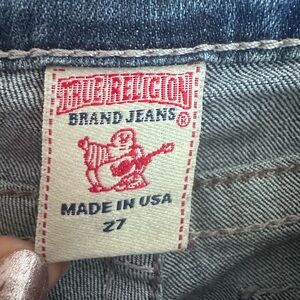 TRUE RELIGION
BRAND JEANS®
MADE IN USA
27